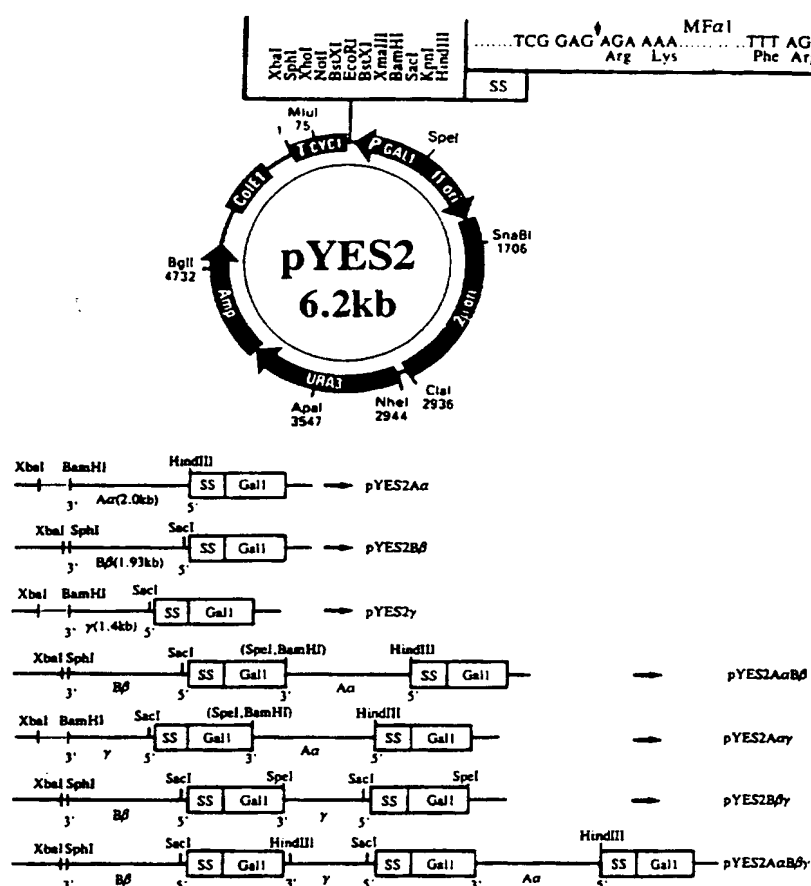 XbaI
SphI
XhoI
NotI
BstXI
EcoRI
BstXI
XmaIII
BamHI
SacI
KpnI
HindIII
MFα1
.......TCG GAG AGA AAA...... .. ..TTT AG
Arg Lys Phe Ar
SS
MluI
75
1
T CYC1
P GAL1
SpeI
f1 ori
ColE1
SnaBI
1706
pYES2
6.2kb
BglI
4732
Amp
2μ ori
URA3
ClaI
2936
NheI
2944
ApaI
3547
XbaI BamHI HindIII
SS Gal1 pYES2Aα
3' Aα(2.0kb) 5'
XbaI SphI SacI
SS Gal1 pYES2Bβ
3' Bβ(1.93kb) 5'
XbaI BamHI SacI
SS Gal1 pYES2γ
3' γ(1.4kb) 5'
XbaI SphI SacI (SpeI,BamHI) HindIII
SS Gal1 SS Gal1 pYES2AαBβ
3' Bβ 5' 3' Aα 5'
XbaI BamHI SacI (SpeI,BamHI) HindIII
SS Gal1 SS Gal1 pYES2Aαγ
3' γ 5' 3' Aα 5'
XbaI SphI SacI SpeI SacI SpeI
SS Gal1 SS Gal1 pYES2Bβγ
3' Bβ 5' 3' γ 5'
XbaI SphI SacI HindIII SacI HindIII
SS Gal1 SS Gal1 SS Gal1 pYES2AαBβγ
3' Bβ 5' 3' γ 5' Aα 5'